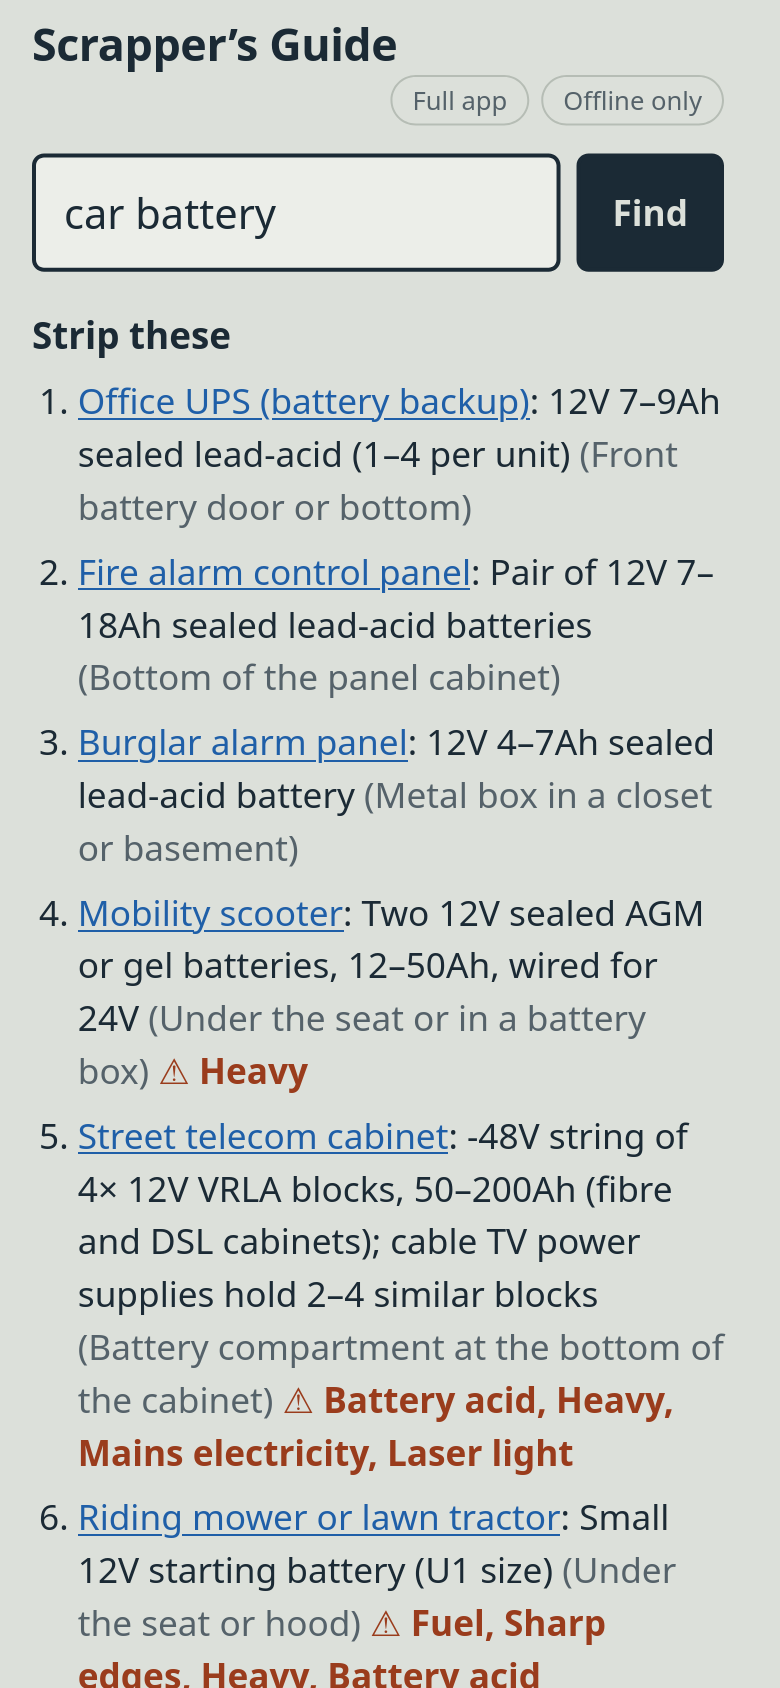 Scrapper’s Guide
Full app
Offline only
car battery
Find
Strip these
1. Office UPS (battery backup): 12V 7–9Ah
sealed lead-acid (1–4 per unit) (Front
battery door or bottom)
2. Fire alarm control panel: Pair of 12V 7–
18Ah sealed lead-acid batteries
(Bottom of the panel cabinet)
3. Burglar alarm panel: 12V 4–7Ah sealed
lead-acid battery (Metal box in a closet
or basement)
4. Mobility scooter: Two 12V sealed AGM
or gel batteries, 12–50Ah, wired for
24V (Under the seat or in a battery
box) ⚠ Heavy
5. Street telecom cabinet: -48V string of
4× 12V VRLA blocks, 50–200Ah (fibre
and DSL cabinets); cable TV power
supplies hold 2–4 similar blocks
(Battery compartment at the bottom of
the cabinet) ⚠ Battery acid, Heavy,
Mains electricity, Laser light
6. Riding mower or lawn tractor: Small
12V starting battery (U1 size) (Under
the seat or hood) ⚠ Fuel, Sharp
edges, Heavy, Battery acid